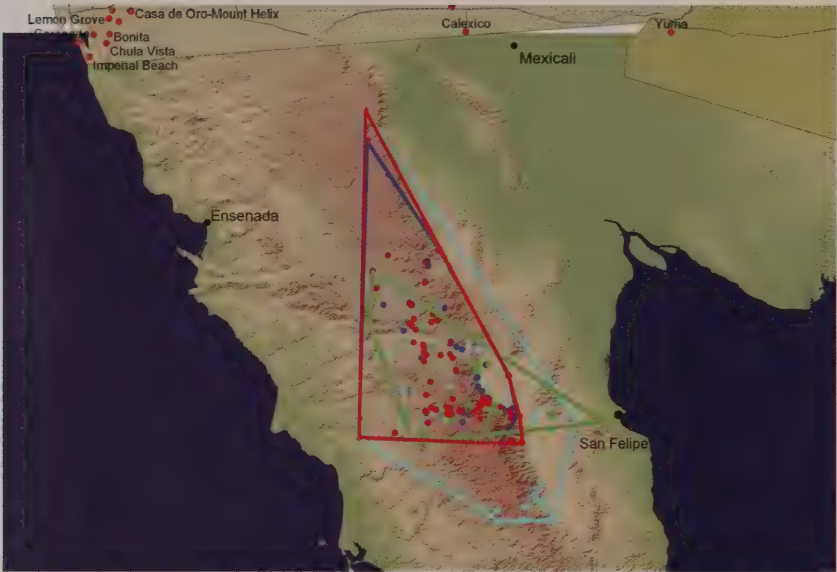 Casa de Oro-Mount Helix
Lemon Grove
Calexico
Yuma
Bonita
Chula Vista
Mexicali
Imperial Beach
Ensenada
San Felipe